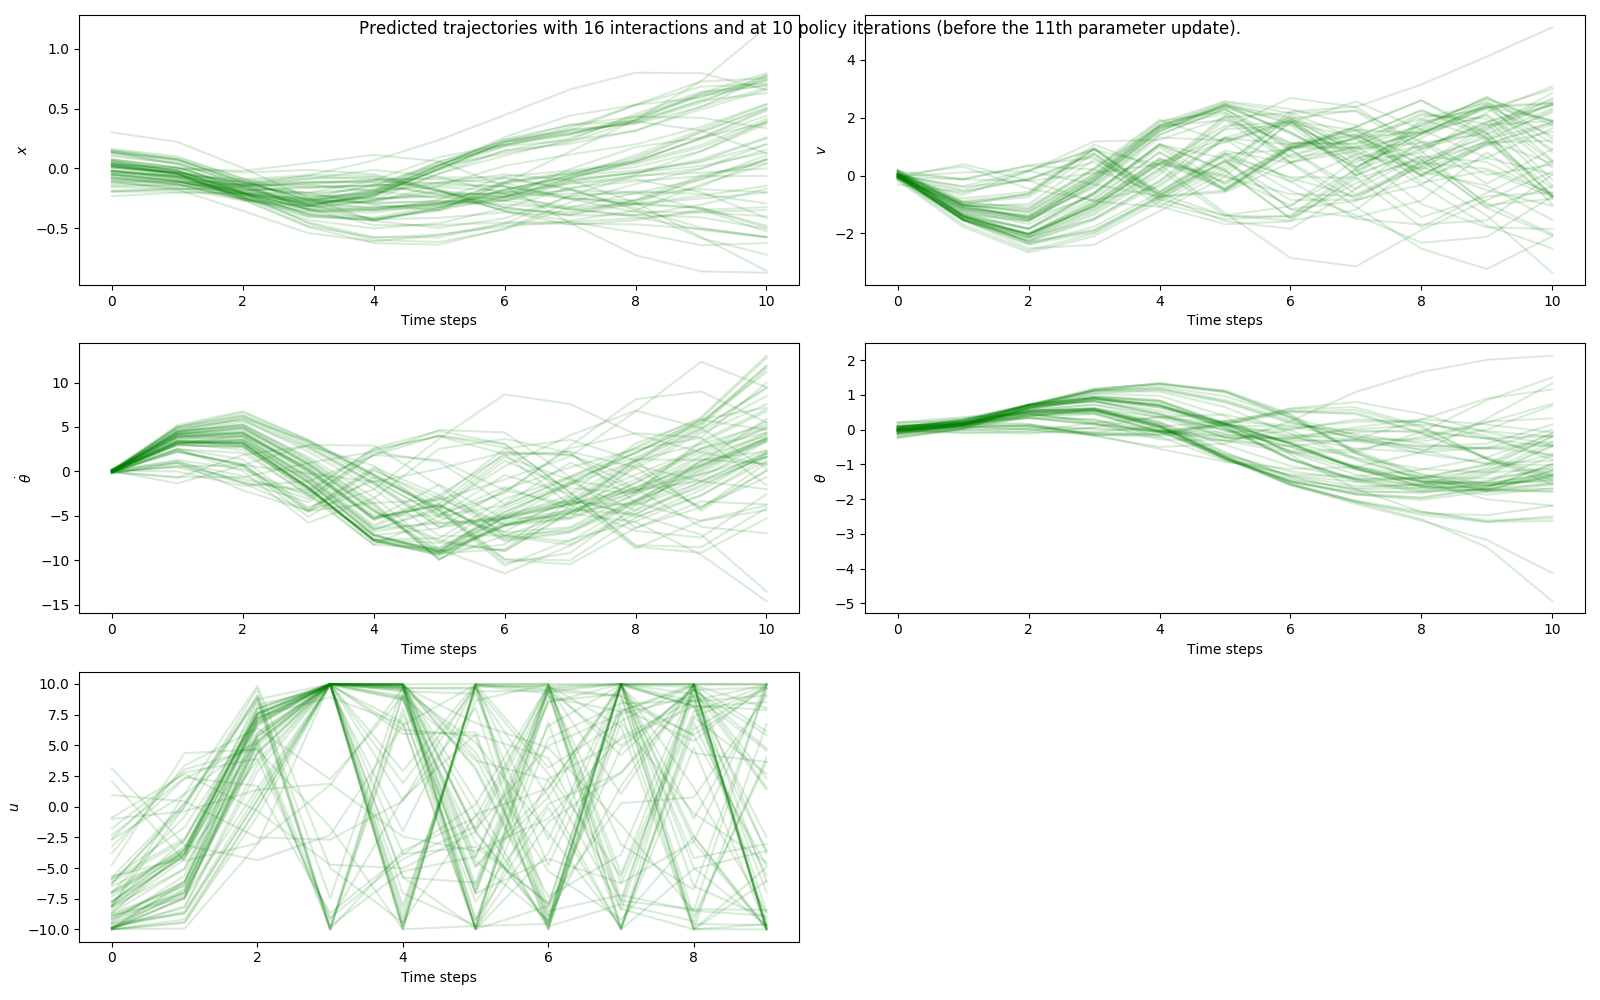 Predicted trajectories with 16 interactions and at 10 policy iterations (before the 11th parameter update).
1.0
0.5
0.0
−0.5
x
0 2 4 6 8 10
Time steps
4
2
0
−2
v
0 2 4 6 8 10
Time steps
10
5
0
−5
−10
−15
θ̇
0 2 4 6 8 10
Time steps
2
1
0
−1
−2
−3
−4
−5
θ
0 2 4 6 8 10
Time steps
10.0
7.5
5.0
2.5
0.0
−2.5
−5.0
−7.5
−10.0
u
0 2 4 6 8
Time steps